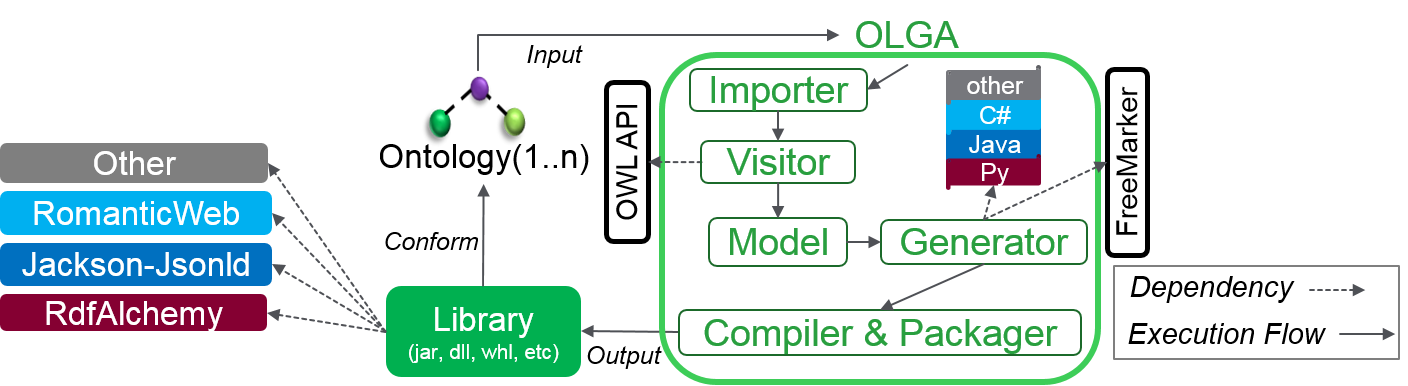 Input
OLGA
Importer
other
C#
Java
Py
OWL API
FreeMarker
Visitor
Ontology(1..n)
Other
RomanticWeb
Jackson-Jsonld
RdfAlchemy
Conform
Model
Generator
Library
(jar, dll, whl, etc)
Output
Compiler & Packager
Dependency
Execution Flow